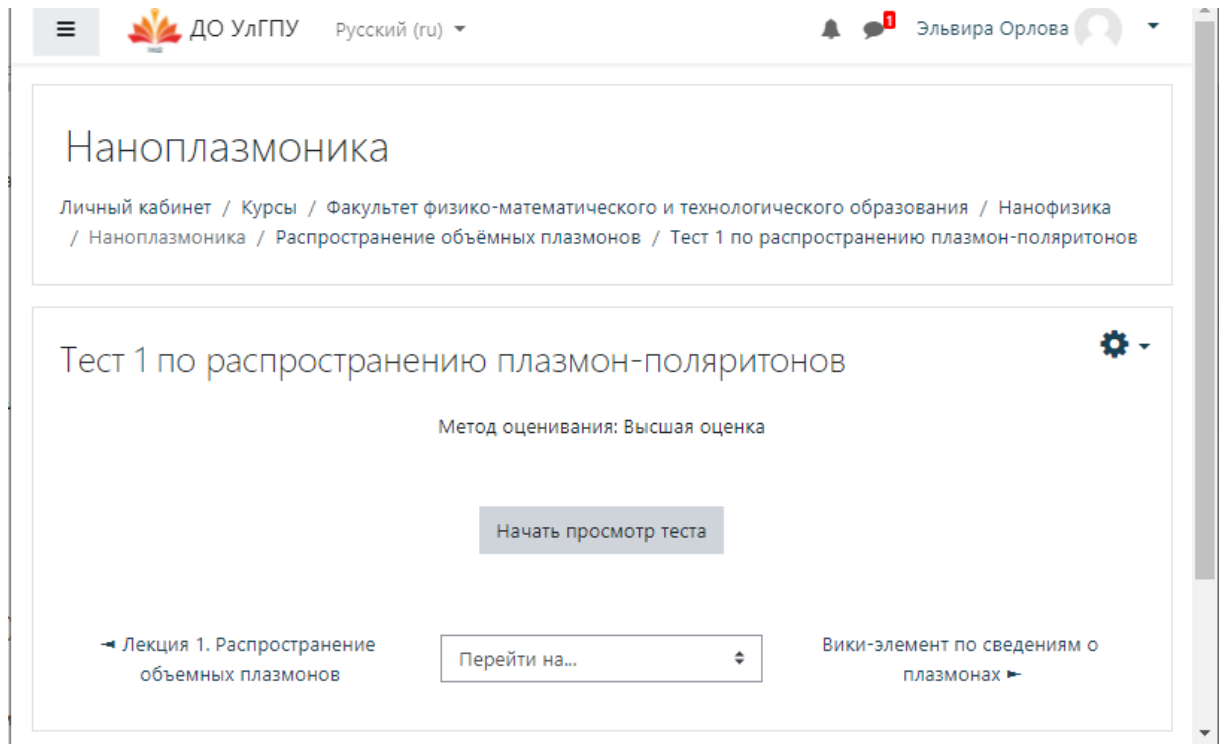 ДО УлГПУ Русский (ru) 1 Эльвира Орлова
Наноплазмоника
Личный кабинет / Курсы / Факультет физико-математического и технологического образования / Нанофизика
/ Наноплазмоника / Распространение объёмных плазмонов / Тест 1 по распространению плазмон-поляритонов
Тест 1 по распространению плазмон-поляритонов
Метод оценивания: Высшая оценка
Начать просмотр теста
◄ Лекция 1. Распространение
объемных плазмонов
Перейти на...
Вики-элемент по сведениям о
плазмонах ►